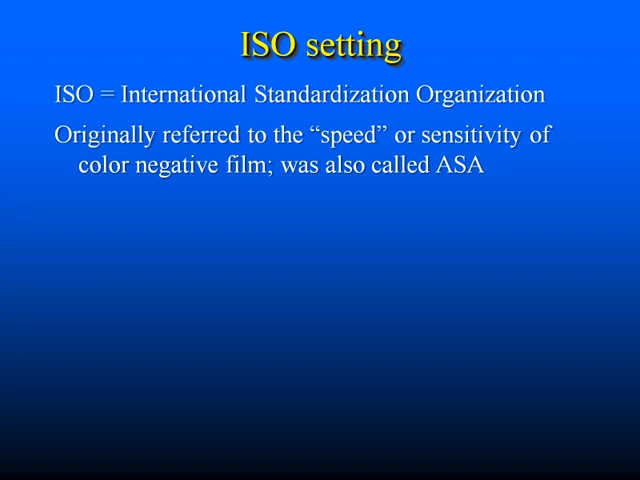 ISO setting
ISO = International Standardization Organization
Originally referred to the “speed” or sensitivity of
color negative film; was also called ASA